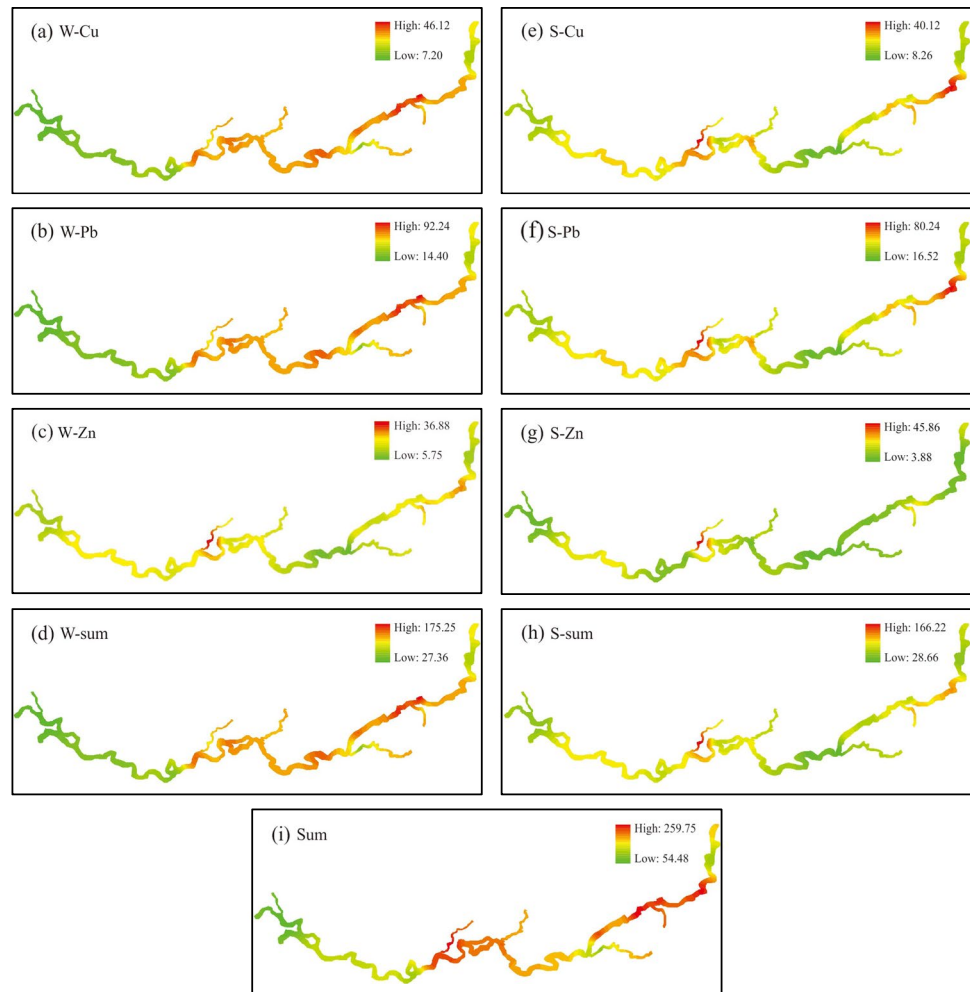 (a) W-Cu
High: 46.12
Low: 7.20
(e) S-Cu
High: 40.12
Low: 8.26
(b) W-Pb
High: 92.24
Low: 14.40
(f) S-Pb
High: 80.24
Low: 16.52
(c) W-Zn
High: 36.88
Low: 5.75
(g) S-Zn
High: 45.86
Low: 3.88
(d) W-sum
High: 175.25
Low: 27.36
(h) S-sum
High: 166.22
Low: 28.66
(i) Sum
High: 259.75
Low: 54.48